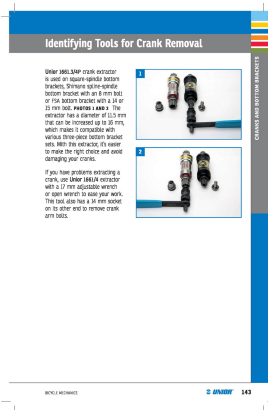 Identifying Tools for Crank Removal
Unior 1661.3/4P crank extractor
is used on square-spindle bottom
brackets, Shimano spline-spindle
bottom bracket with an 8 mm bolt
or FSA bottom bracket with a 14 or
15 mm bolt. PHOTOS 1 AND 2 The
extractor has a diameter of 11.5 mm
that can be increased up to 16 mm,
which makes it compatible with
various three-piece bottom bracket
sets. With this extractor, it's easier
to make the right choice and avoid
damaging your cranks.
If you have problems extracting a
crank, use Unior 1661/4 extractor
with a 17 mm adjustable wrench
or open wrench to ease your work.
This tool also has a 14 mm socket
on its other end to remove crank
arm bolts.
1
2
CRANKS AND BOTTOM BRACKETS
BICYCLE MECHANICS
UNIOR
143